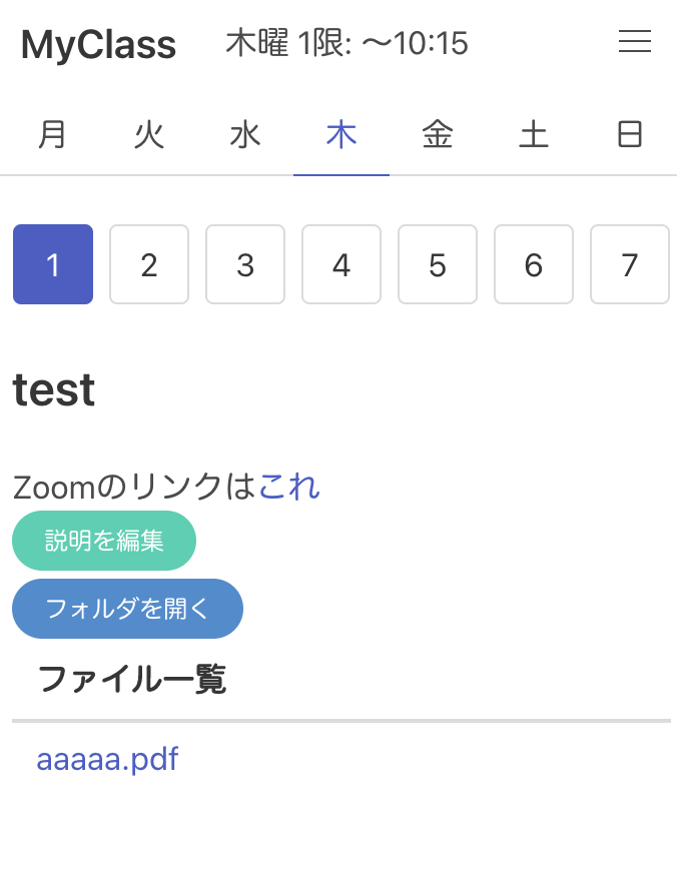 MyClass 木曜 1限: 〜10:15
月 火 水 木 金 土 日
1 2 3 4 5 6 7
test
Zoomのリンクはこれ
説明を編集
フォルダを開く
ファイル一覧
aaaaa.pdf